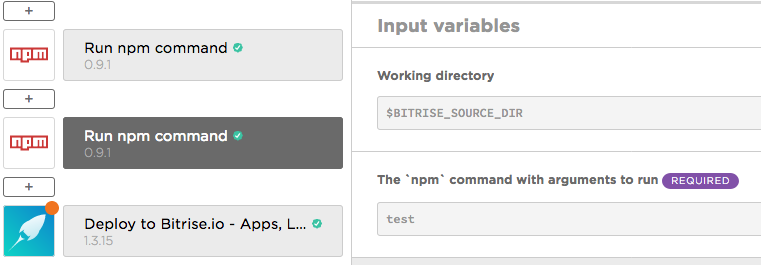 +
npm
Run npm command
0.9.1
+
npm
Run npm command
0.9.1
+
Deploy to Bitrise.io - Apps, L...
1.3.15
Input variables
Working directory
$BITRISE_SOURCE_DIR
The `npm` command with arguments to run REQUIRED
test